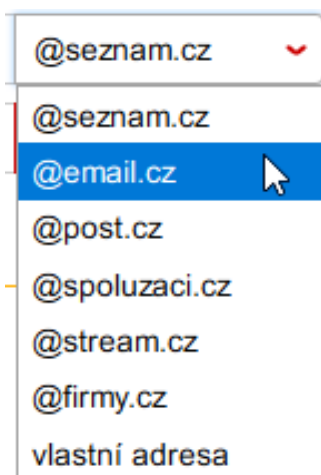 @seznam.cz
@seznam.cz
@email.cz
@post.cz
@spoluzaci.cz
@stream.cz
@firmy.cz
vlastní adresa